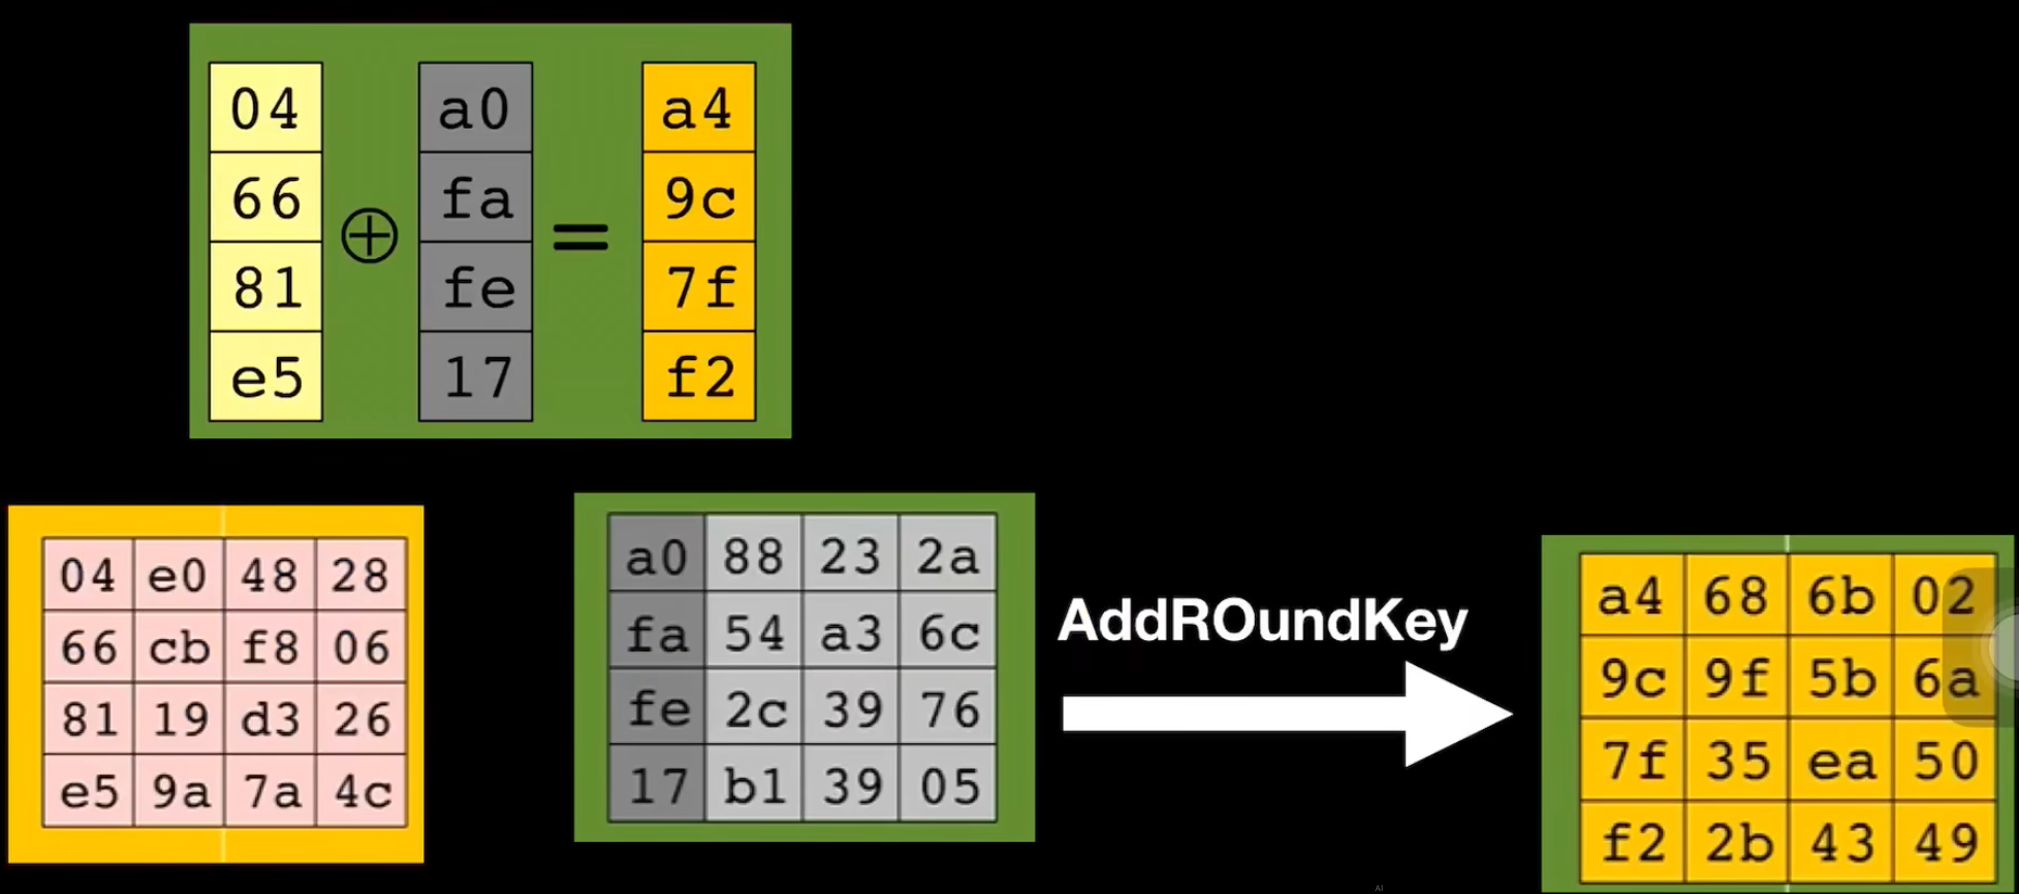 04 a0 a4
66 fa 9c
⊕ =
81 fe 7f
e5 17 f2
04 e0 48 28
66 cb f8 06
81 19 d3 26
e5 9a 7a 4c
a0 88 23 2a
fa 54 a3 6c
fe 2c 39 76
17 b1 39 05
AddROundKey
a4 68 6b 02
9c 9f 5b 6a
7f 35 ea 50
f2 2b 43 49
AI